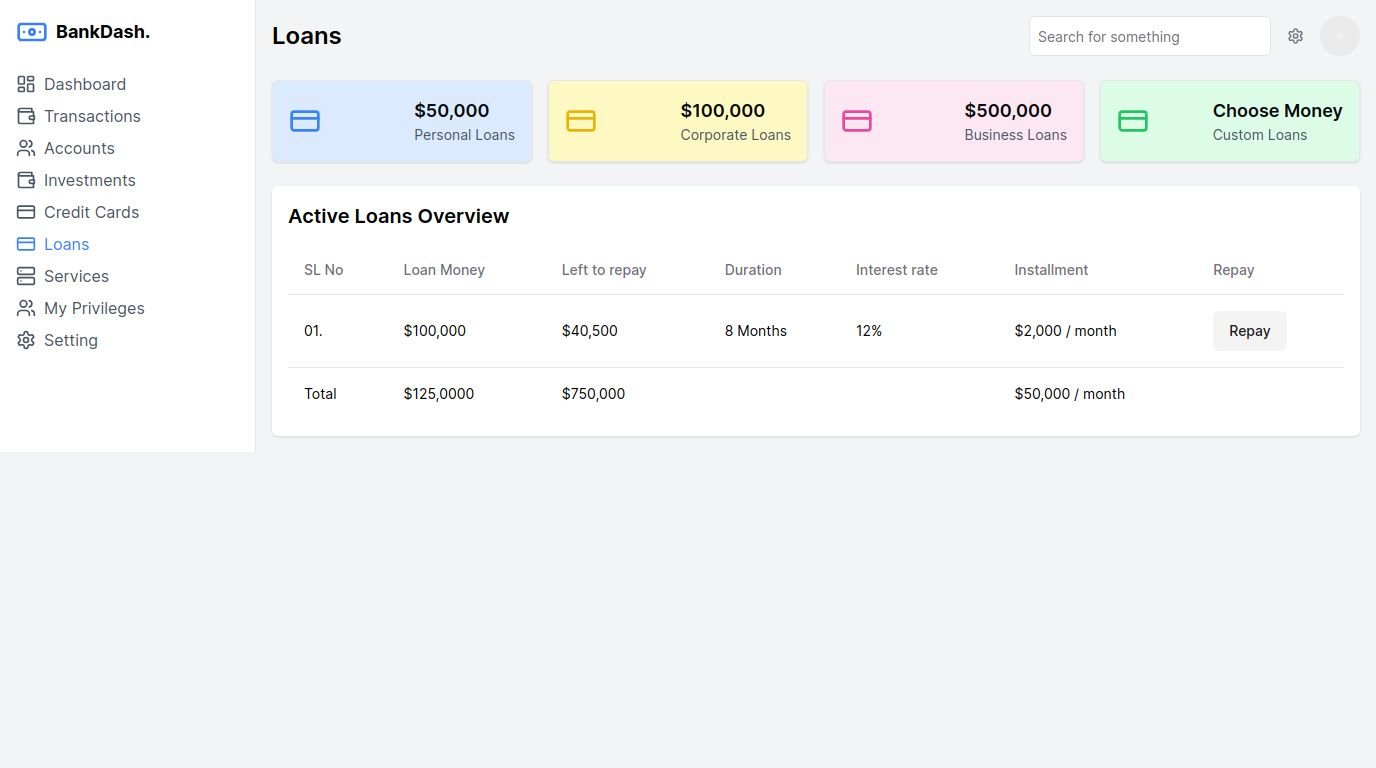 BankDash.
Dashboard
Transactions
Accounts
Investments
Credit Cards
Loans
Services
My Privileges
Setting
Loans
Search for something
$50,000
Personal Loans
$100,000
Corporate Loans
$500,000
Business Loans
Choose Money
Custom Loans
Active Loans Overview
SL No Loan Money Left to repay Duration Interest rate Installment Repay
01. $100,000 $40,500 8 Months 12% $2,000 / month Repay
Total $125,0000 $750,000 $50,000 / month